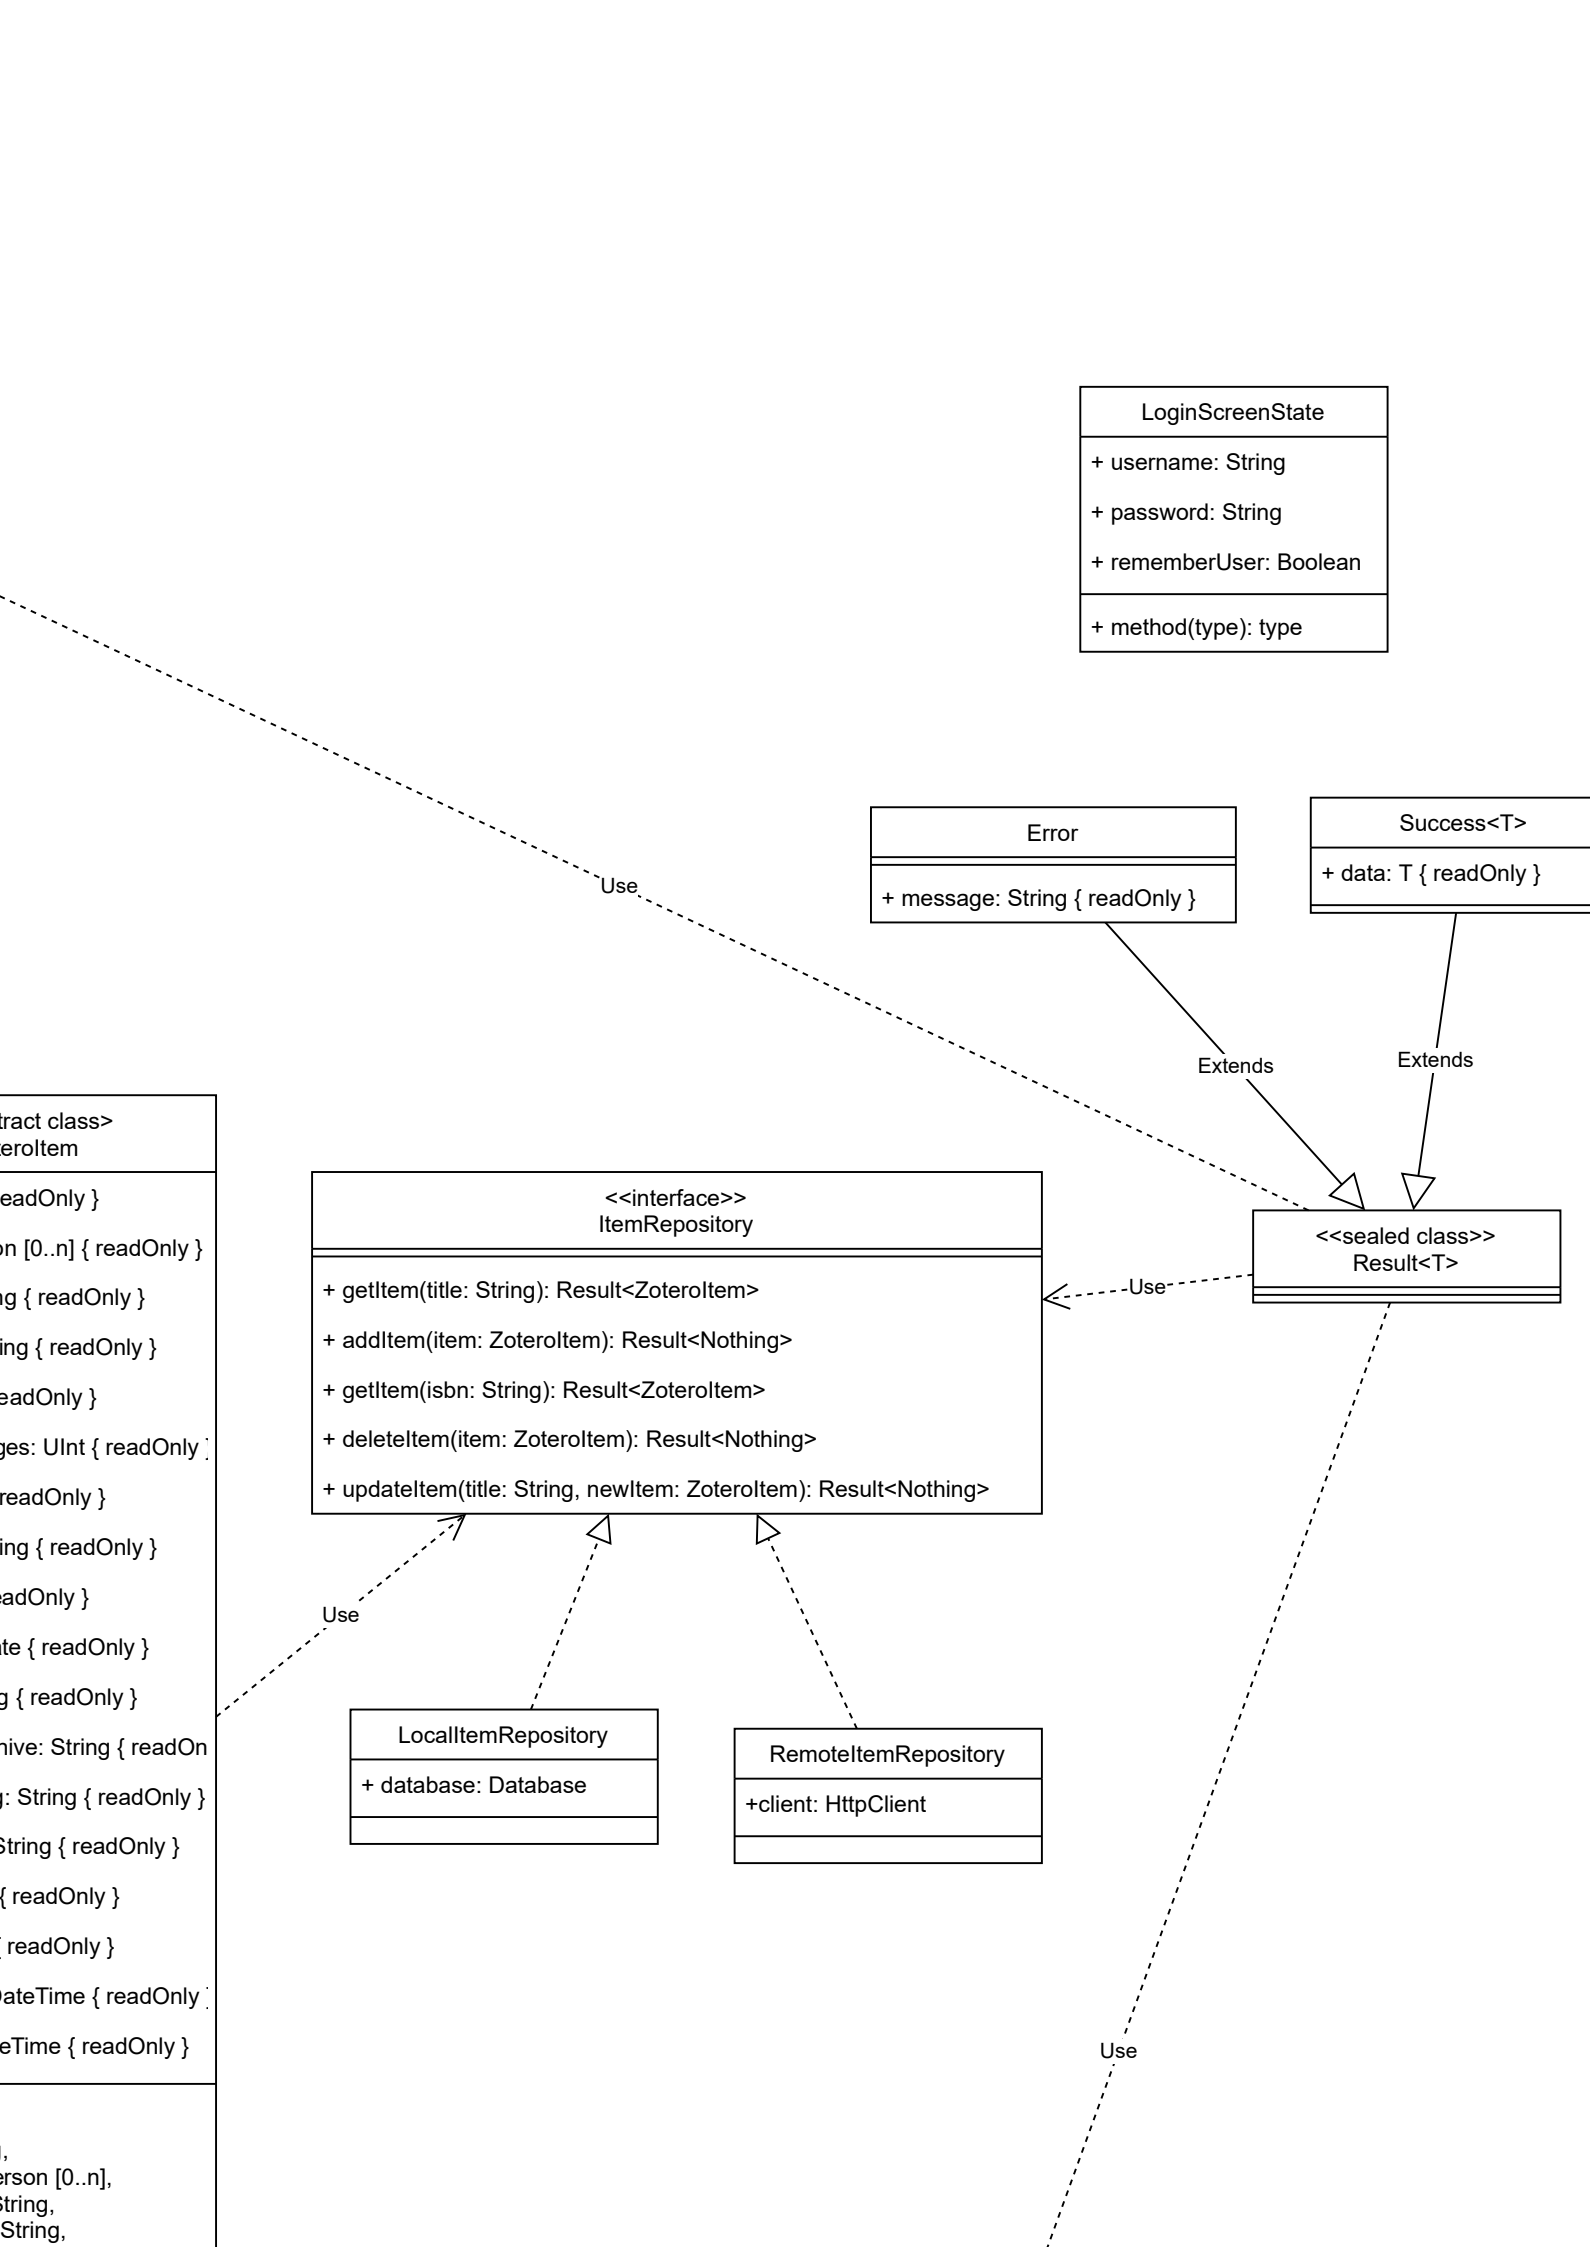 LoginScreenState
+ username: String
+ password: String
+ rememberUser: Boolean
+ method(type): type
Error
+ message: String { readOnly }
Success<T>
+ data: T { readOnly }
Use
Extends
Extends
<<sealed class>>
Result<T>
Use
<<interface>>
ItemRepository
+ getItem(title: String): Result<ZoteroItem>
+ addItem(item: ZoteroItem): Result<Nothing>
+ getItem(isbn: String): Result<ZoteroItem>
+ deleteItem(item: ZoteroItem): Result<Nothing>
+ updateItem(title: String, newItem: ZoteroItem): Result<Nothing>
Use
LocalItemRepository
+ database: Database
RemoteItemRepository
+client: HttpClient
Use
tract class>
eroItem
eadOnly }
on [0..n] { readOnly }
ng { readOnly }
ing { readOnly }
eadOnly }
ges: UInt { readOnly }
readOnly }
ing { readOnly }
eadOnly }
te { readOnly }
g { readOnly }
hive: String { readOn
g: String { readOnly }
String { readOnly }
{ readOnly }
{ readOnly }
DateTime { readOnly }
eTime { readOnly }
,
erson [0..n],
String,
String,